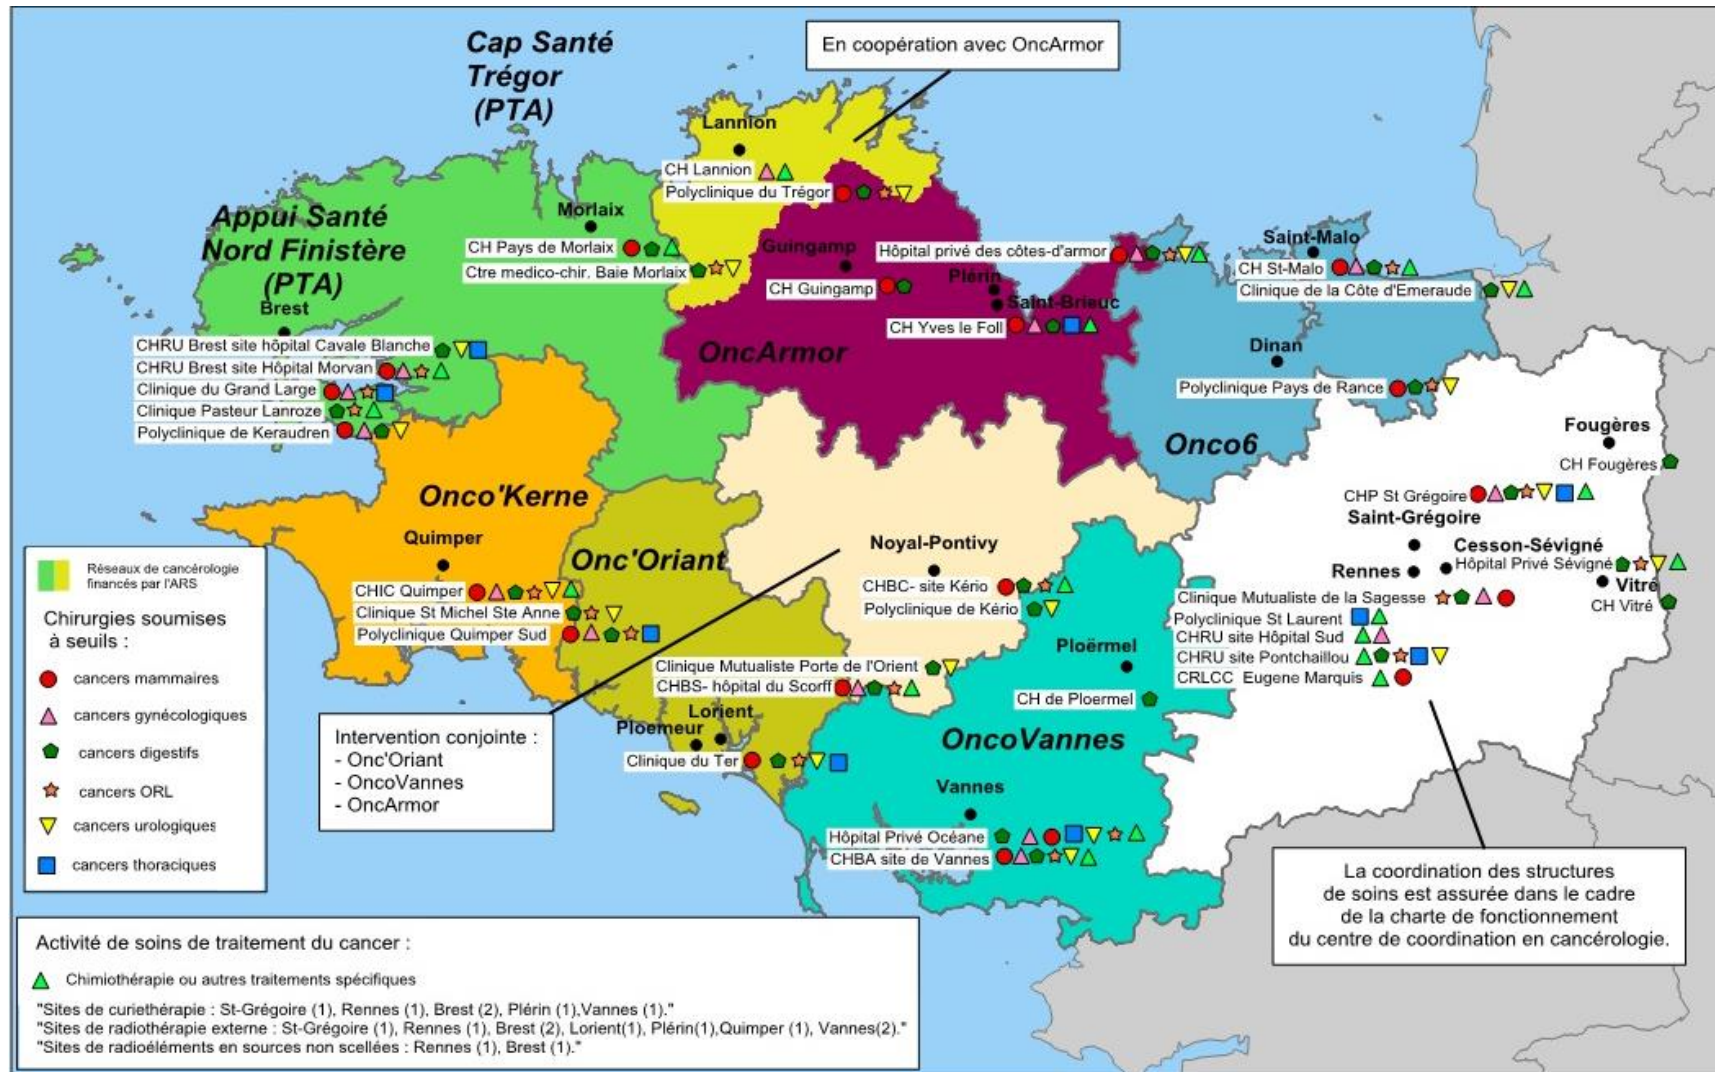 Cap Santé
Trégor
(PTA)
En coopération avec OncArmor
Lannion
CH Lannion
Polyclinique du Trégor
Appui Santé
Nord Finistère
(PTA)
Morlaix
CH Pays de Morlaix
Ctre medico-chir. Baie Morlaix
Guingamp
CH Guingamp
Hôpital privé des côtes-d'armor
Plérin
Saint-Brieuc
CH Yves le Foll
OncArmor
Saint-Malo
CH St-Malo
Clinique de la Côte d'Emeraude
Dinan
Polyclinique Pays de Rance
Onco6
Brest
CHRU Brest site hôpital Cavale Blanche
CHRU Brest site Hôpital Morvan
Clinique du Grand Large
Clinique Pasteur Lanroze
Polyclinique de Keraudren
Fougères
CH Fougères
CHP St Grégoire
Saint-Grégoire
Cesson-Sévigné
Hôpital Privé Sévigné
Rennes
Vitré
CH Vitré
Clinique Mutualiste de la Sagesse
Polyclinique St Laurent
CHRU site Hôpital Sud
CHRU site Pontchaillou
CRLCC Eugene Marquis
Onco'Kerne
Quimper
CHIC Quimper
Clinique St Michel Ste Anne
Polyclinique Quimper Sud
Onc'Oriant
Noyal-Pontivy
CHBC- site Kério
Polyclinique de Kério
Clinique Mutualiste Porte de l'Orient
CHBS- hôpital du Scorff
Lorient
Ploemeur
Clinique du Ter
Ploërmel
CH de Ploermel
OncoVannes
Vannes
Hôpital Privé Océane
CHBA site de Vannes
Réseaux de cancérologie
financés par l'ARS
Chirurgies soumises
à seuils :
cancers mammaires
cancers gynécologiques
cancers digestifs
cancers ORL
cancers urologiques
cancers thoraciques
Intervention conjointe :
- Onc'Oriant
- OncoVannes
- OncArmor
La coordination des structures
de soins est assurée dans le cadre
de la charte de fonctionnement
du centre de coordination en cancérologie.
Activité de soins de traitement du cancer :
Chimiothérapie ou autres traitements spécifiques
"Sites de curiethérapie : St-Grégoire (1), Rennes (1), Brest (2), Plérin (1),Vannes (1)."
"Sites de radiothérapie externe : St-Grégoire (1), Rennes (1), Brest (2), Lorient(1), Plérin(1),Quimper (1), Vannes(2)."
"Sites de radioéléments en sources non scellées : Rennes (1), Brest (1)."